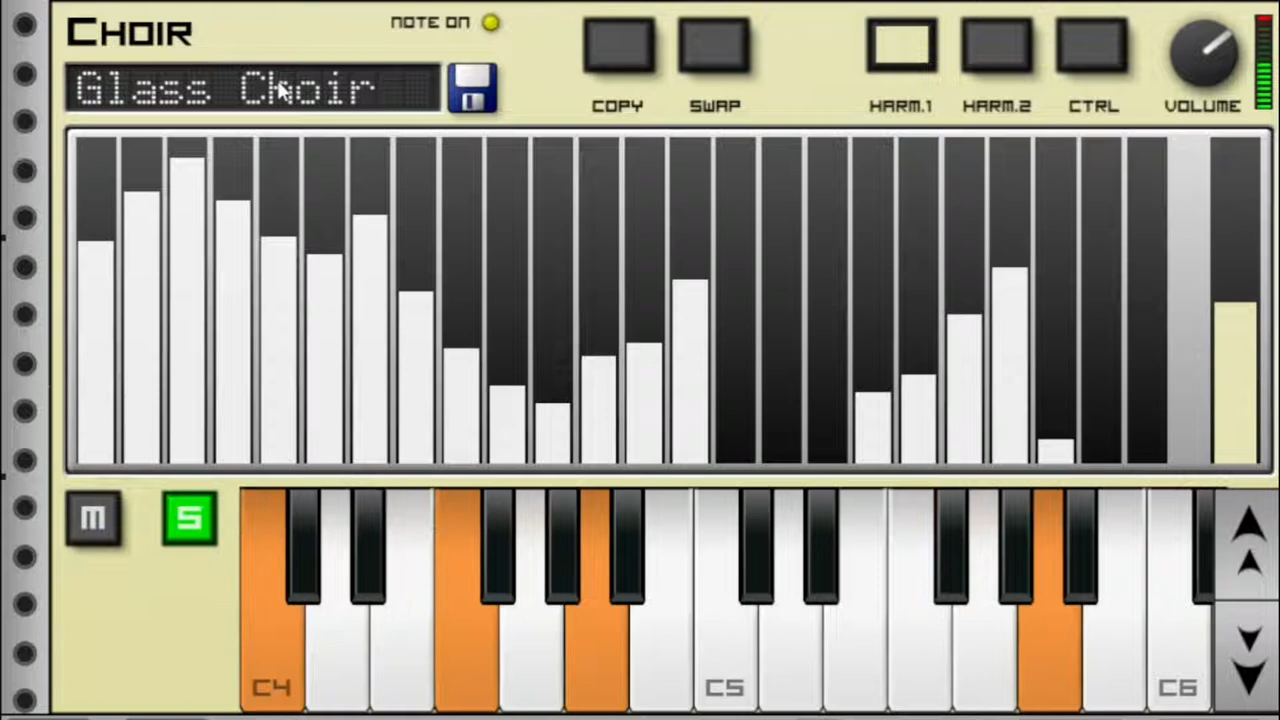 CHOIR
NOTE ON
Glass Choir
COPY
SWAP
HARM.1
HARM.2
CTRL
VOLUME
M
S
C4
C5
C6